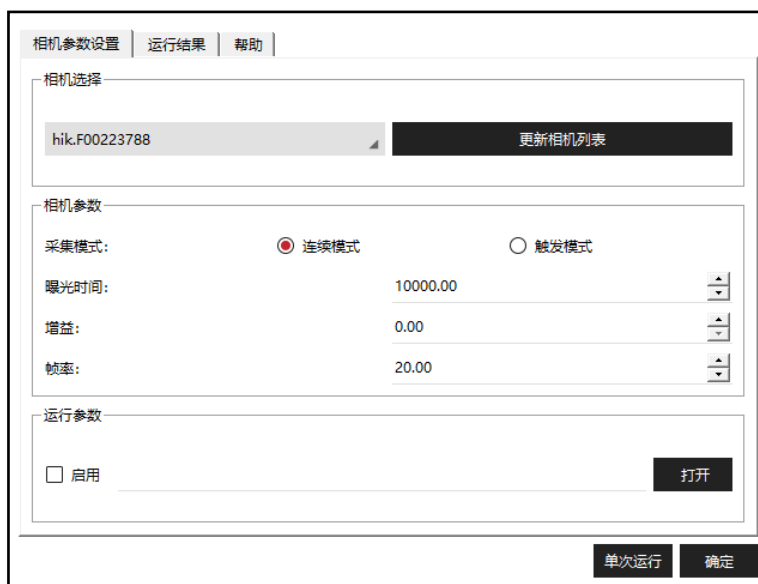 相机参数设置 运行结果 帮助
相机选择
hik.F00223788 更新相机列表
相机参数
采集模式: 连续模式 触发模式
曝光时间: 10000.00
增益: 0.00
帧率: 20.00
运行参数
启用 打开
单次运行 确定